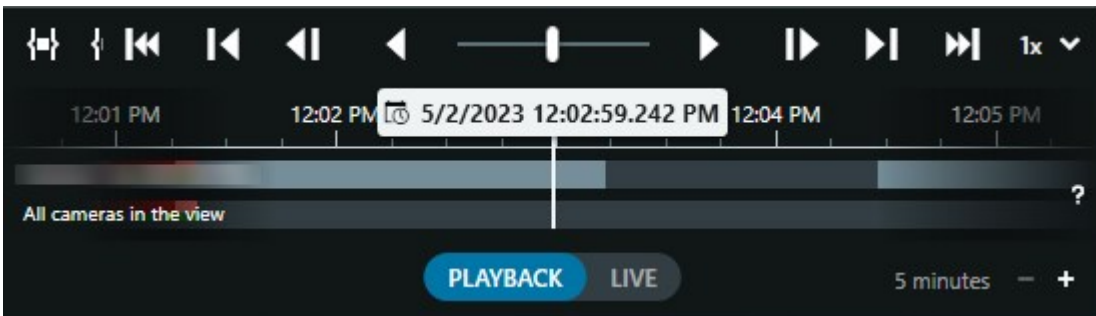 1x
12:01 PM
12:02 PM
5/2/2023 12:02:59.242 PM
12:04 PM
12:05 PM
All cameras in the view
?
PLAYBACK
LIVE
5 minutes - +